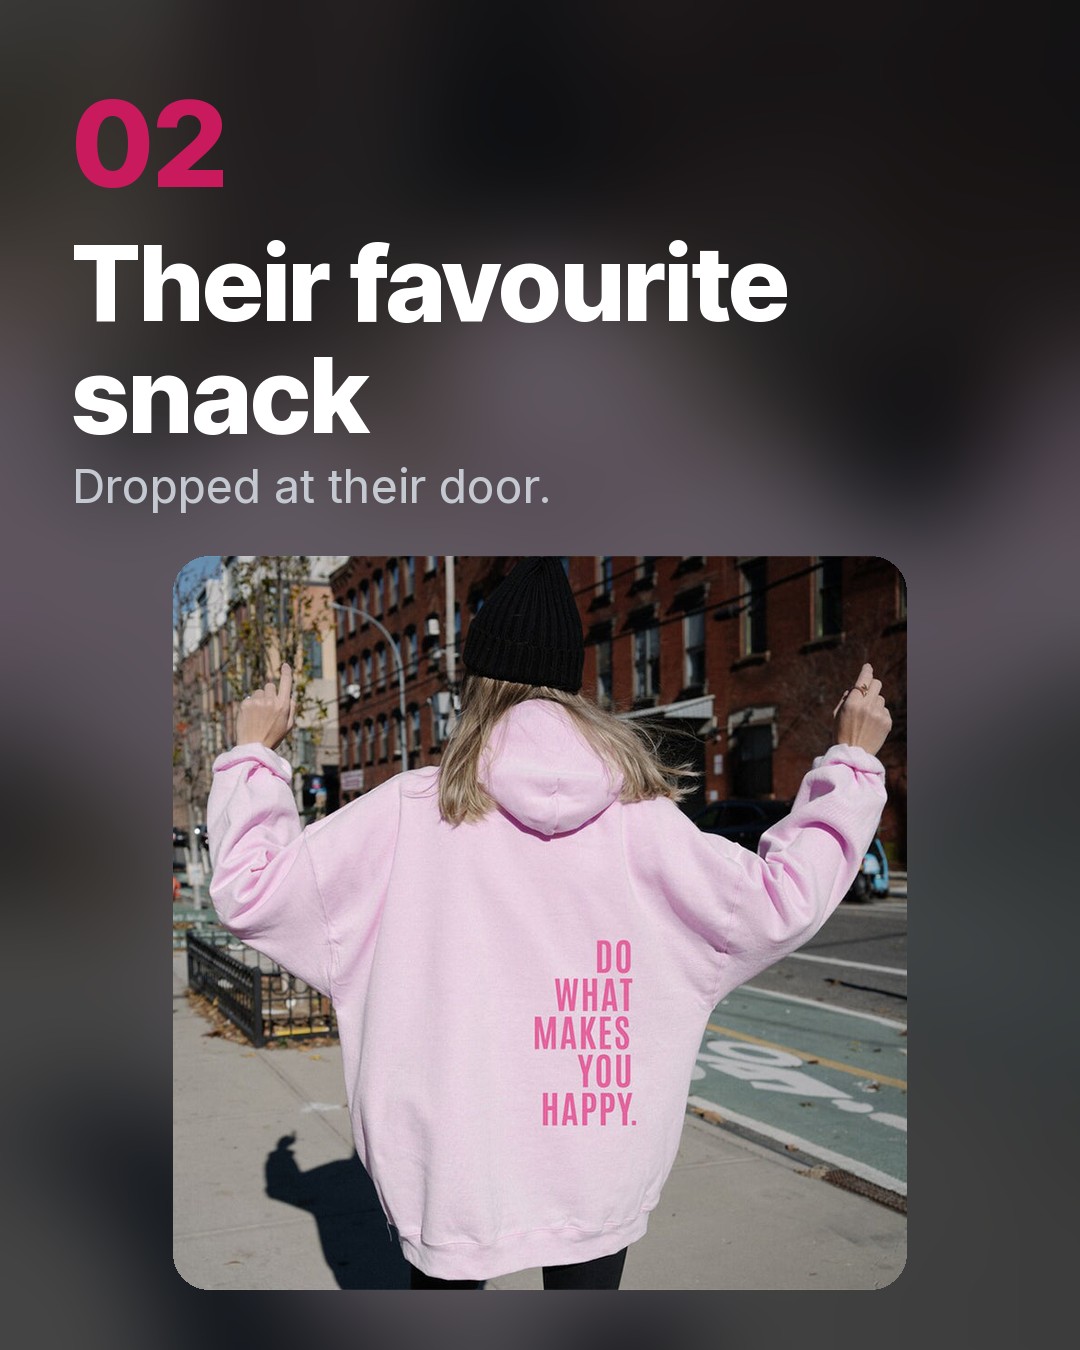 02
Their favourite
snack
Dropped at their door.
DO
WHAT
MAKES
YOU
HAPPY.